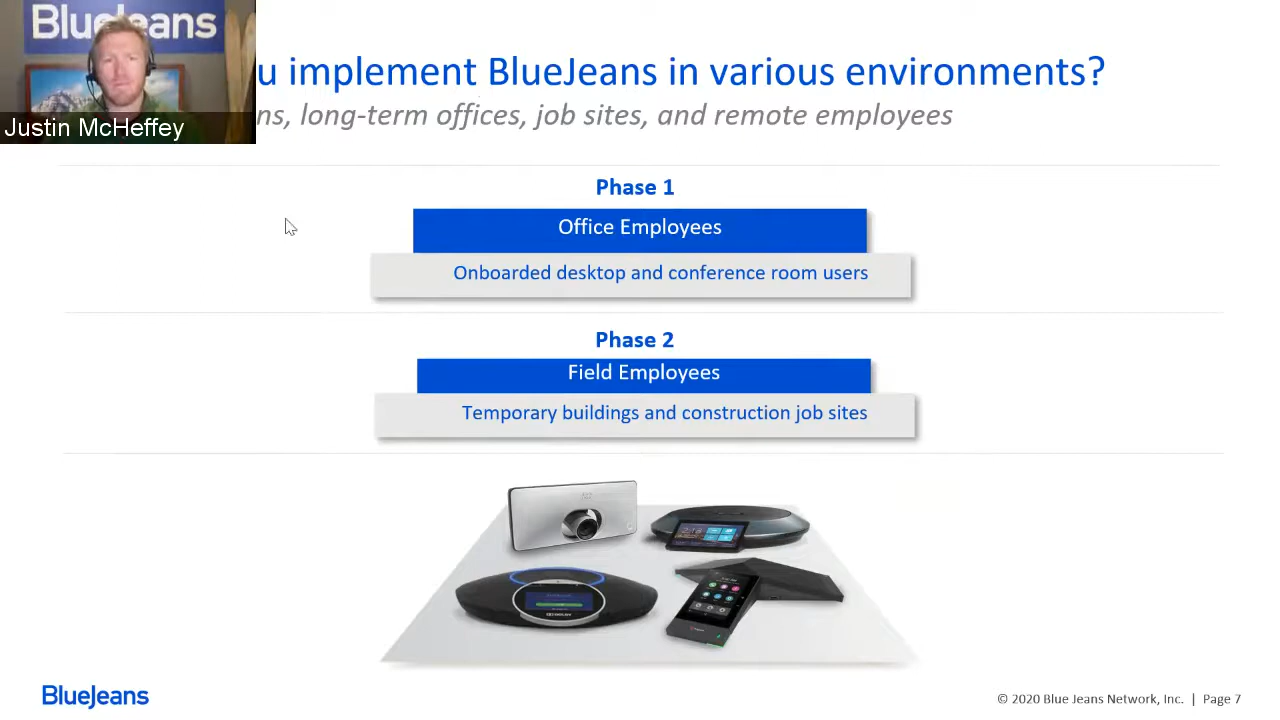 BlueJeans
u implement BlueJeans in various environments?
Justin McHeffey
ns, long-term offices, job sites, and remote employees
Phase 1
Office Employees
Onboarded desktop and conference room users
Phase 2
Field Employees
Temporary buildings and construction job sites
BlueJeans
© 2020 Blue Jeans Network, Inc. | Page 7